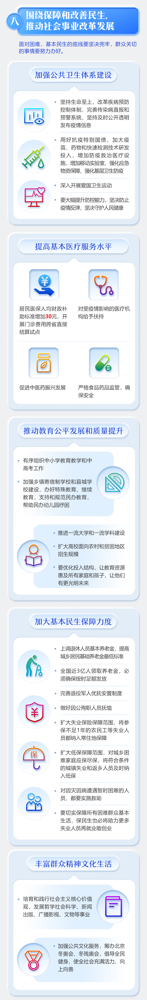 八
围绕保障和改善民生，
推动社会事业改革发展
面对困难，基本民生的底线要坚决兜牢，群众关切
的事情要努力办好。
加强公共卫生体系建设
坚持生命至上，改革疾病预防
控制体制，完善传染病直报和
预警系统，坚持及时公开透明
发布疫情信息
用好抗疫特别国债，加大疫
苗、药物和快速检测技术研发
投入，增加防疫救治医疗设
施，增加移动实验室，强化应急
物资保障，强化基层卫生防疫
深入开展爱国卫生运动
要大幅提升防控能力，坚决防止
疫情反弹，坚决守护人民健康
提高基本医疗服务水平
居民医保人均财政补
助标准增加30元，开
展门诊费用跨省直接
结算试点
对受疫情影响的医疗机
构给予扶持
促进中医药振兴发展
严格食品药品监管，确
保安全
推动教育公平发展和质量提升
有序组织中小学教育教学和中
高考工作
加强乡镇寄宿制学校和县城学
校建设，办好特殊教育、继续
教育，支持和规范民办教育，
帮助民办幼儿园纾困
推进一流大学和一流学科建设
扩大高校面向农村和贫困地区
招生规模
要优化投入结构，让教育资源
惠及所有家庭和孩子，让他们
有更光明未来
加大基本民生保障力度
上调退休人员基本养老金，提高
城乡居民基础养老金最低标准
全国近3亿人领取养老金，必
须确保按时足额发放
完善退役军人优抚安置制度
做好因公殉职人员抚恤
扩大失业保险保障范围，将参
保不足1年的农民工等失业人
员都纳入常住地保障
保
扩大低保保障范围，对城乡困
难家庭应保尽保，将符合条件
的城镇失业和返乡人员及时纳
入低保
对因灾因病遭遇暂时困难的人
员，都要实施救助
要切实保障所有困难群众基本
生活，保民生也必将助力更多
失业人员再就业敢创业
丰富群众精神文化生活
培育和践行社会主义核心价值
观，发展哲学社会科学、新闻
出版、广播影视、文物等事业
加强公共文化服务，筹办北京
冬奥会、冬残奥会，倡导全民
健身，使全社会充满活力、向
上向善